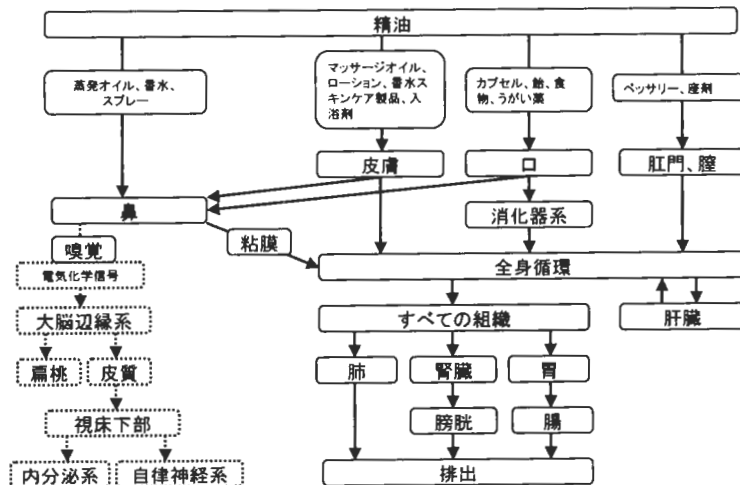 精油
蒸発オイル、香水、
スプレー
マッサージオイル、
ローション、香水ス
キンケア製品、入
浴剤
カプセル、飴、食
物、うがい薬
ペッサリー、座剤
皮膚
口
肛門、膣
鼻
消化器系
嗅覚
粘膜
電気化学信号
全身循環
大脳辺縁系
すべての組織
肝臓
扁桃
皮質
肺
腎臓
胃
視床下部
膀胱
腸
内分泌系
自律神経系
排出